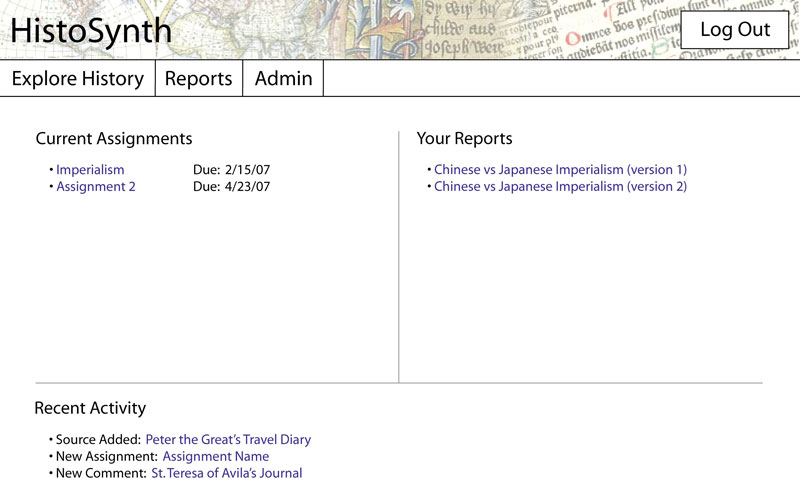 HistoSynth
Log Out
Explore History
Reports
Admin
Current Assignments
• Imperialism Due: 2/15/07
• Assignment 2 Due: 4/23/07
Your Reports
• Chinese vs Japanese Imperialism (version 1)
• Chinese vs Japanese Imperialism (version 2)
Recent Activity
• Source Added: Peter the Great's Travel Diary
• New Assignment: Assignment Name
• New Comment: St. Teresa of Avila's Journal